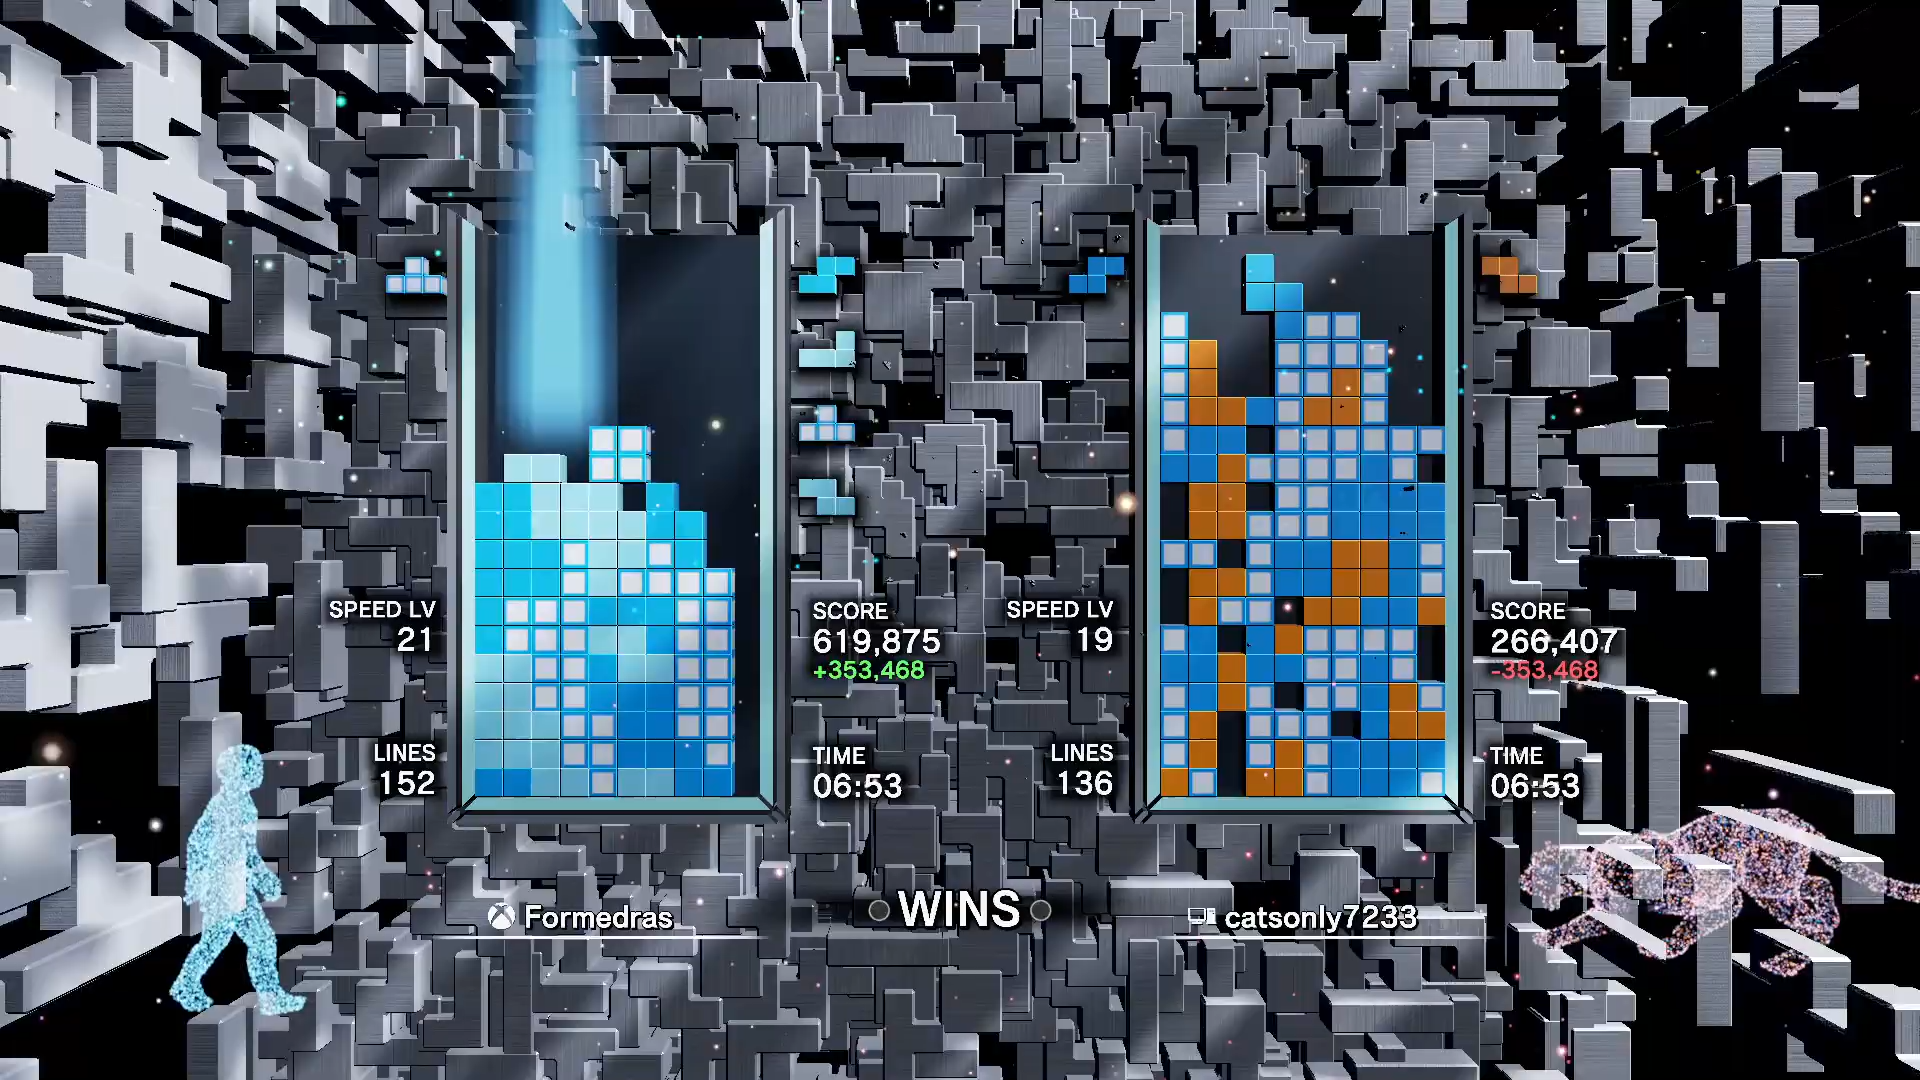 SPEED LV
21
LINES
152
SCORE
619,875
+353,468
TIME
06:53
SPEED LV
19
LINES
136
SCORE
266,407
-353,468
TIME
06:53
Formedras
WINS
catsonly7233